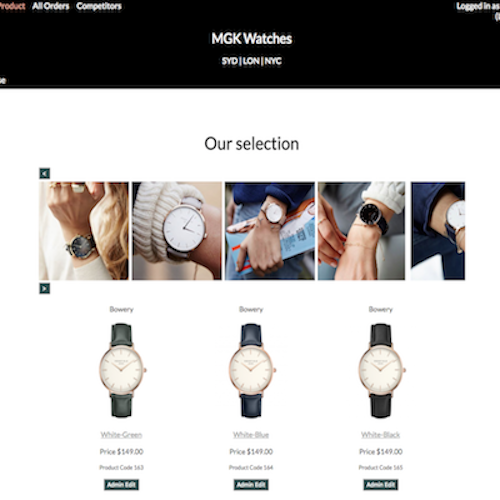 Product All Orders Competitors Logged in as
MGK Watches
SYD | LON | NYC
Our selection
<
>
Bowery Bowery Bowery
White-Green White-Blue White-Black
Price $149.00 Price $149.00 Price $149.00
Product Code 163 Product Code 164 Product Code 165
Admin Edit Admin Edit Admin Edit